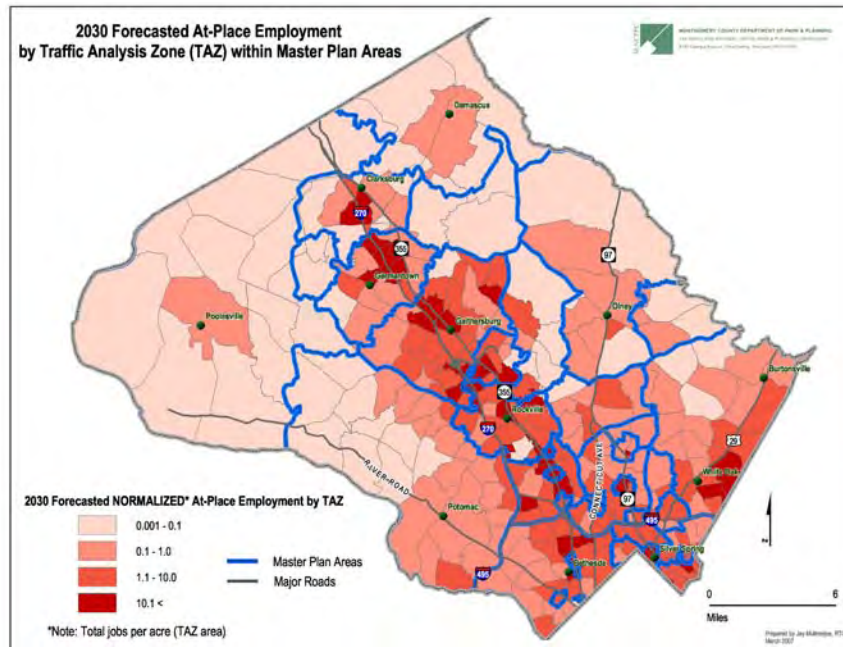 2030 Forecasted At-Place Employment
by Traffic Analysis Zone (TAZ) within Master Plan Areas
MONTGOMERY COUNTY DEPARTMENT OF PARK & PLANNING
Damascus
Clarksburg
270
355
97
Germantown
Poolesville
Gaithersburg
Olney
Burtonsville
355
Rockville
270
29
RIVER ROAD
CONNECTICUT AVE
White Oak
97
Potomac
495
Silver Spring
Bethesda
495
2030 Forecasted NORMALIZED* At-Place Employment by TAZ
0.001 - 0.1
0.1 - 1.0
1.1 - 10.0
10.1 <
Master Plan Areas
Major Roads
*Note: Total jobs per acre (TAZ area)
0 6
Miles
March 2007